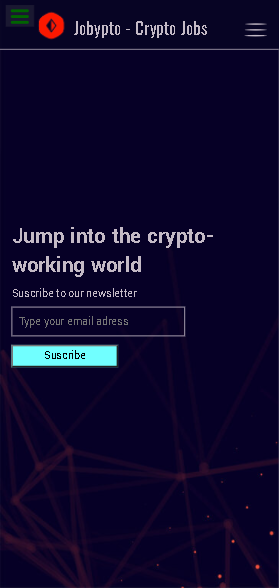 Jobypto - Crypto Jobs
Jump into the crypto-
working world
Suscribe to our newsletter
Type your email adress
Suscribe